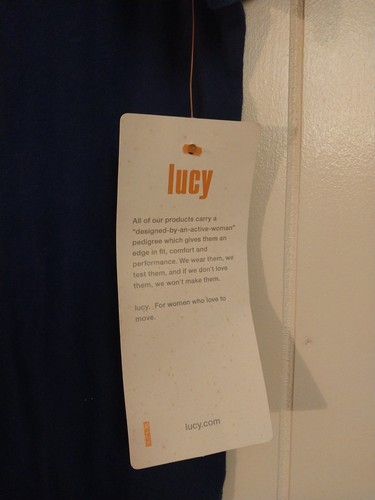 lucy
All of our products carry a
"designed-by-an-active-woman"
pedigree which gives them an
edge in fit, comfort and
performance. We wear them, we
test them, and if we don't love
them, we won't make them.
lucy. For women who love to
move.
lucy.com